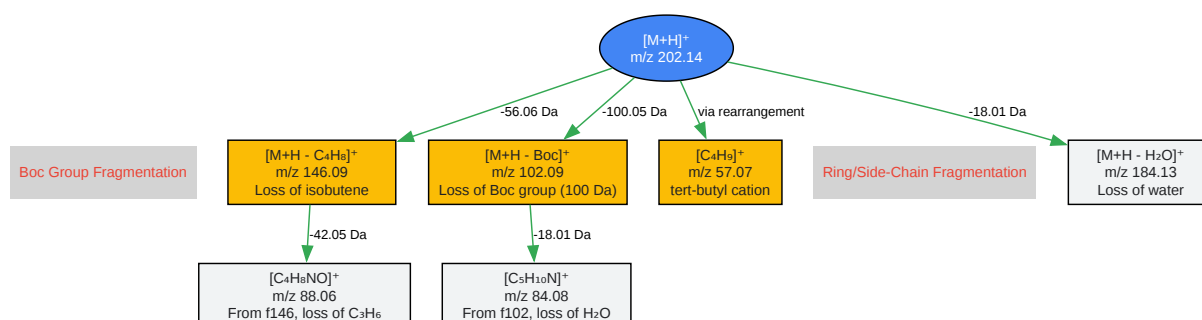 [M+H]⁺
m/z 202.14
-56.06 Da
-100.05 Da
via rearrangement
-18.01 Da
Boc Group Fragmentation
[M+H - C₄H₈]⁺
m/z 146.09
Loss of isobutene
[M+H - Boc]⁺
m/z 102.09
Loss of Boc group (100 Da)
[C₄H₉]⁺
m/z 57.07
tert-butyl cation
Ring/Side-Chain Fragmentation
[M+H - H₂O]⁺
m/z 184.13
Loss of water
-42.05 Da
-18.01 Da
[C₄H₈NO]⁺
m/z 88.06
From f146, loss of C₃H₆
[C₅H₁₀N]⁺
m/z 84.08
From f102, loss of H₂O